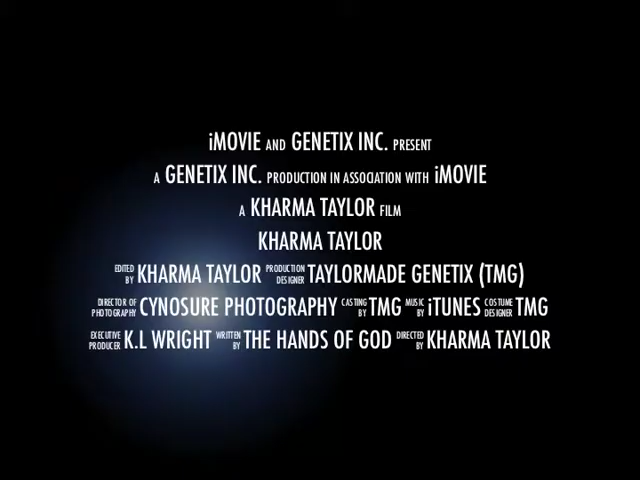 iMOVIE AND GENETIX INC. PRESENT
A GENETIX INC. PRODUCTION IN ASSOCIATION WITH iMOVIE
A KHARMA TAYLOR FILM
KHARMA TAYLOR
EDITED BY KHARMA TAYLOR PRODUCTION DESIGNER TAYLORMADE GENETIX (TMG)
DIRECTOR OF PHOTOGRAPHY CYNOSURE PHOTOGRAPHY CASTING BY TMG MUSIC BY iTUNES COSTUME DESIGNER TMG
EXECUTIVE PRODUCER K.L WRIGHT WRITTEN BY THE HANDS OF GOD DIRECTED BY KHARMA TAYLOR